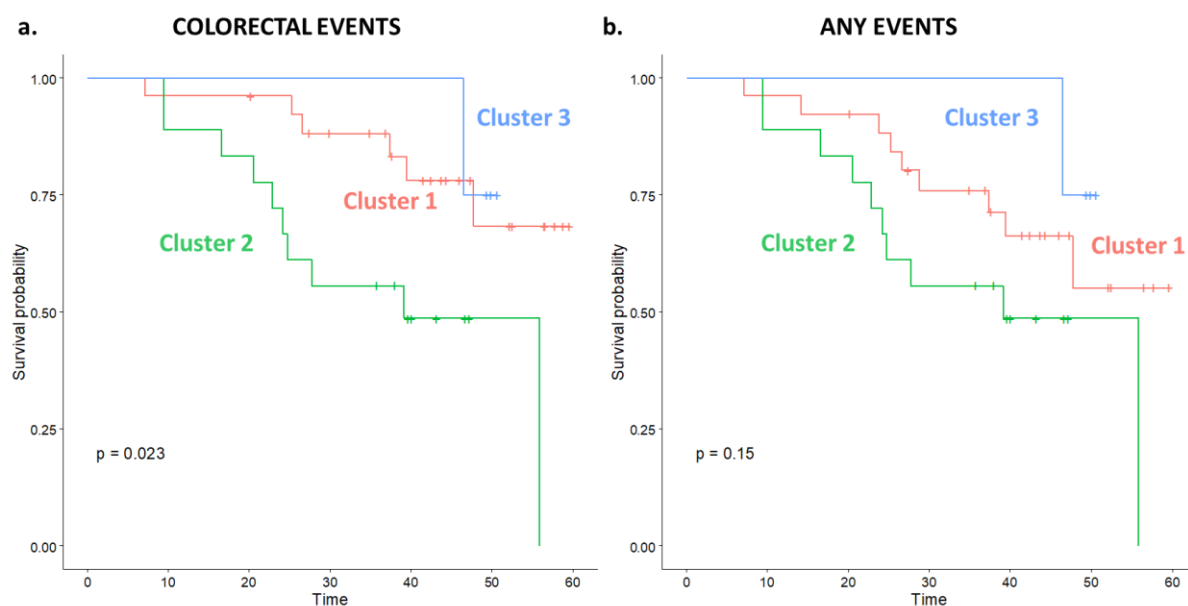 a. COLORECTAL EVENTS
1.00
0.75
0.50
0.25
0.00
Survival probability
Cluster 3
Cluster 1
Cluster 2
p = 0.023
0 10 20 30 40 50 60
Time
b. ANY EVENTS
1.00
0.75
0.50
0.25
0.00
Survival probability
Cluster 3
Cluster 2
Cluster 1
p = 0.15
0 10 20 30 40 50 60
Time